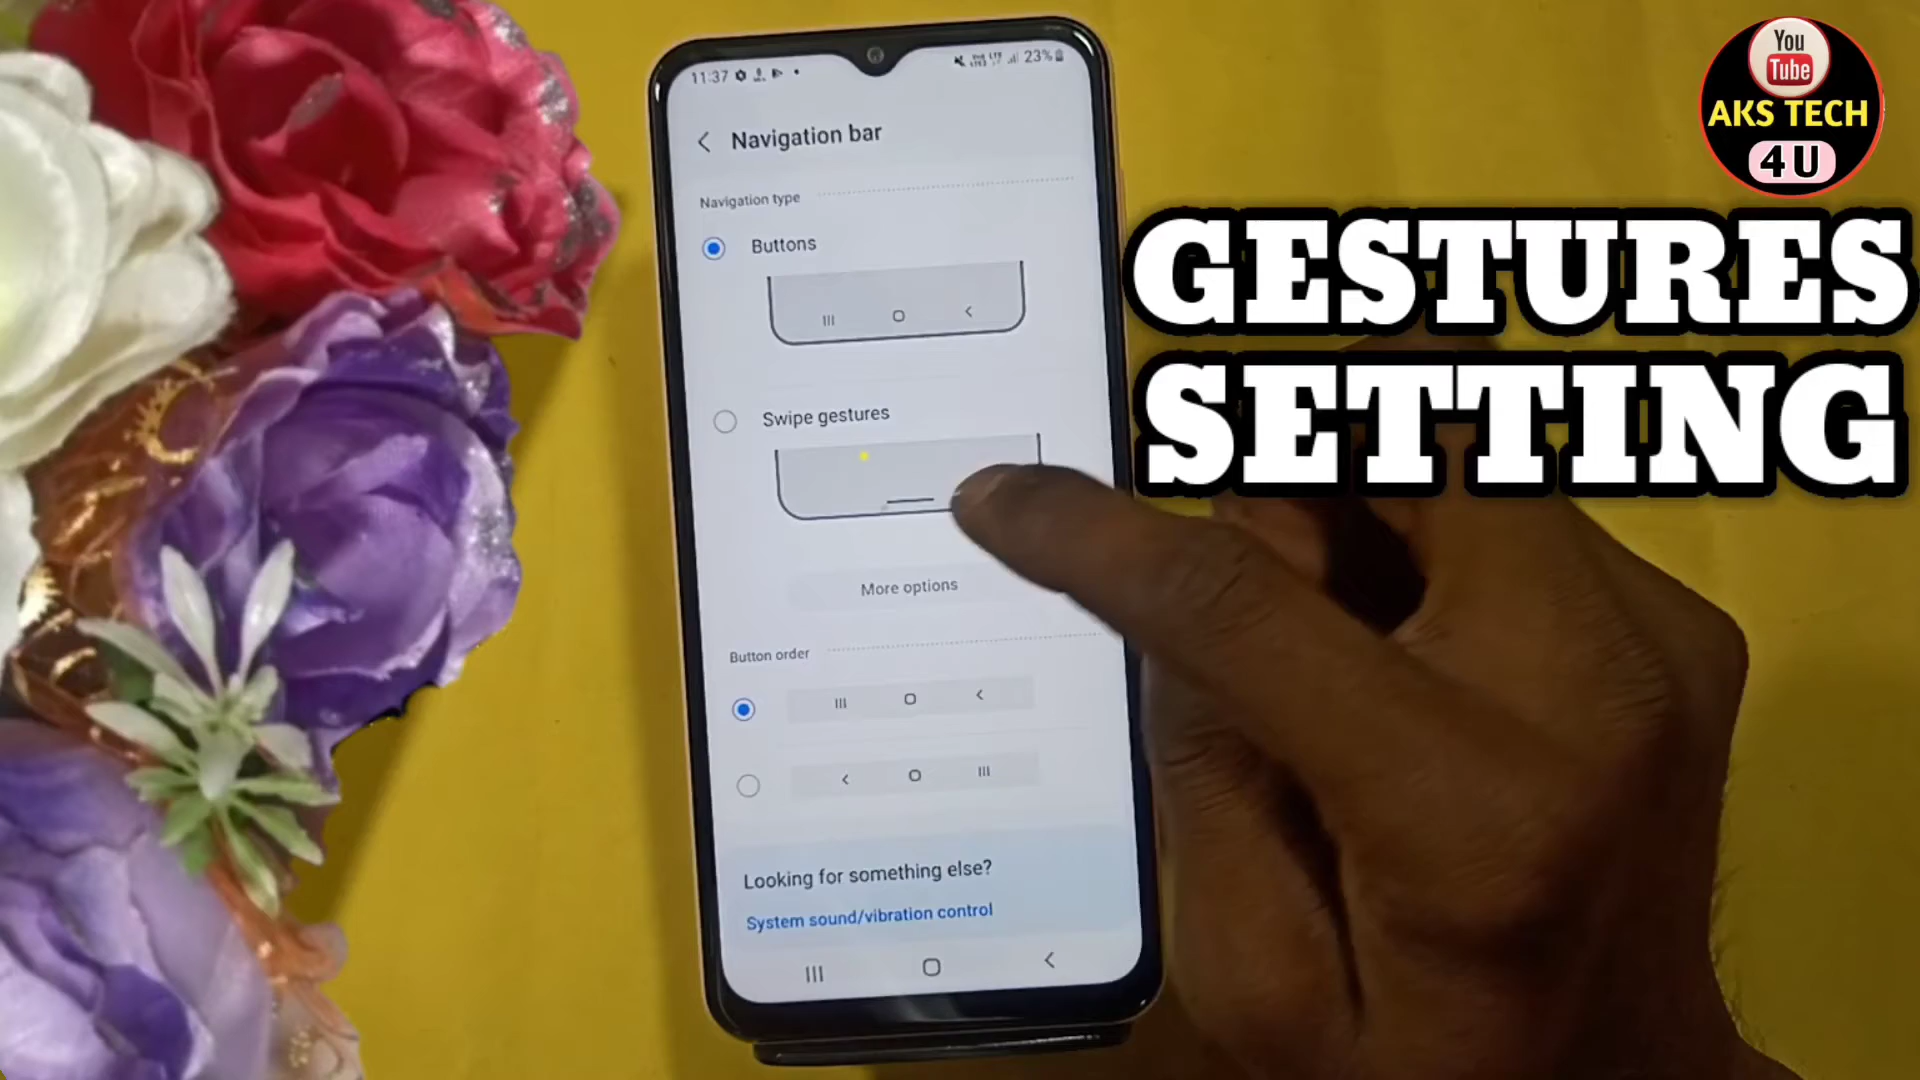 11:37
23%
Navigation bar
Navigation type
Buttons
Swipe gestures
More options
Button order
Looking for something else?
System sound/vibration control
You
Tube
AKS TECH
4 U
GESTURES
SETTING